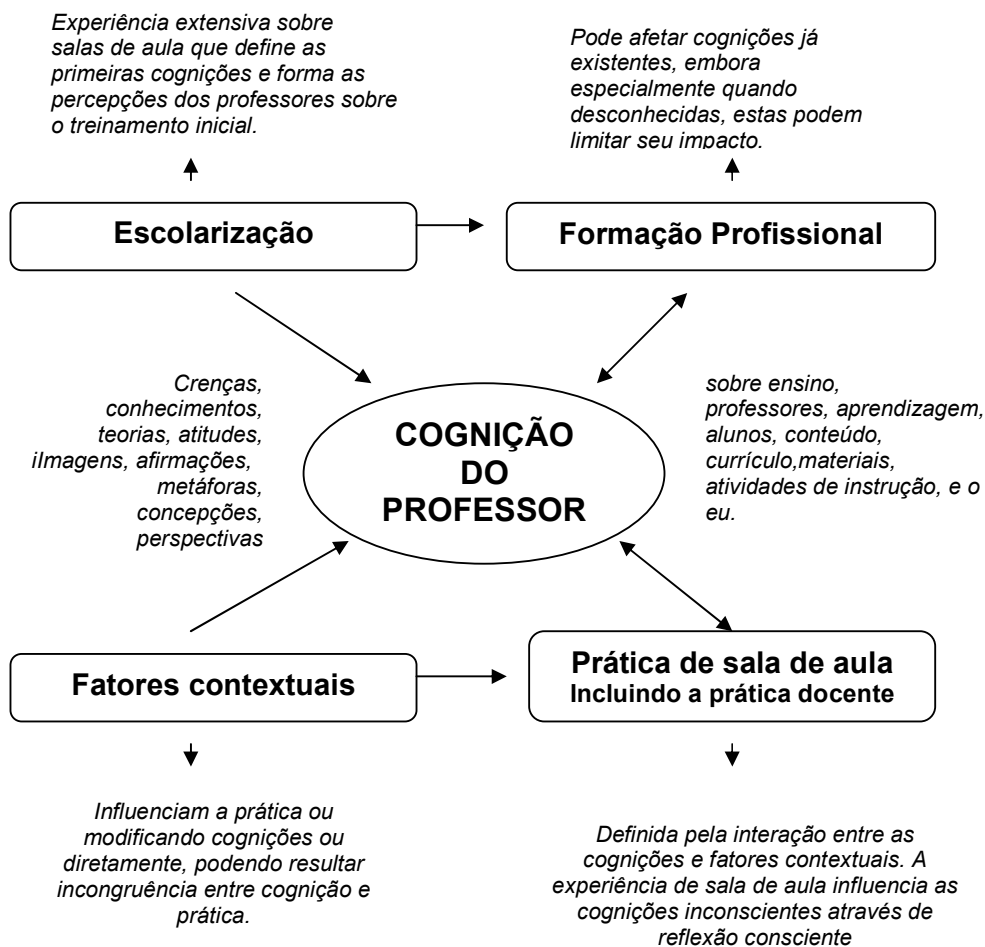 Experiência extensiva sobre
salas de aula que define as
primeiras cognições e forma as
percepções dos professores sobre
o treinamento inicial.
Pode afetar cognições já
existentes, embora
especialmente quando
desconhecidas, estas podem
limitar seu impacto.
Escolarização
Formação Profissional
Crenças,
conhecimentos,
teorias, atitudes,
iImagens, afirmações,
metáforas,
concepções,
perspectivas
COGNIÇÃO
DO
PROFESSOR
sobre ensino,
professores, aprendizagem,
alunos, conteúdo,
currículo,materiais,
atividades de instrução, e o
eu.
Fatores contextuais
Prática de sala de aula
Incluindo a prática docente
Influenciam a prática ou
modificando cognições ou
diretamente, podendo resultar
incongruência entre cognição e
prática.
Definida pela interação entre as
cognições e fatores contextuais. A
experiência de sala de aula influencia as
cognições inconscientes através de
reflexão consciente